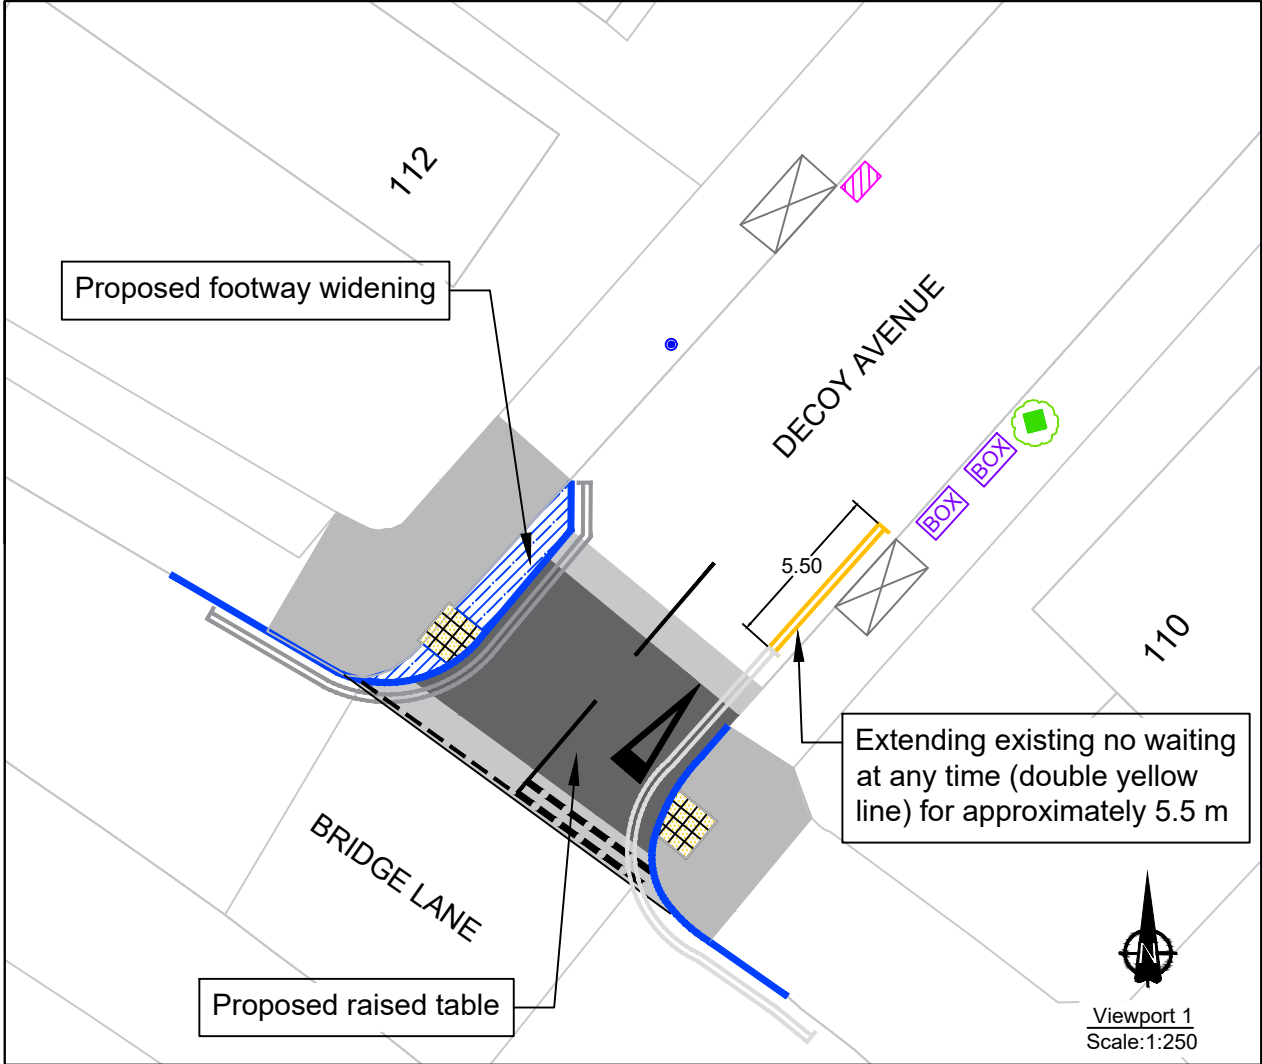 112
Proposed footway widening
DECOY AVENUE
BOX
BOX
5.50
110
Extending existing no waiting
at any time (double yellow
line) for approximately 5.5 m
BRIDGE LANE
Proposed raised table
N
Viewport 1
Scale:1:250